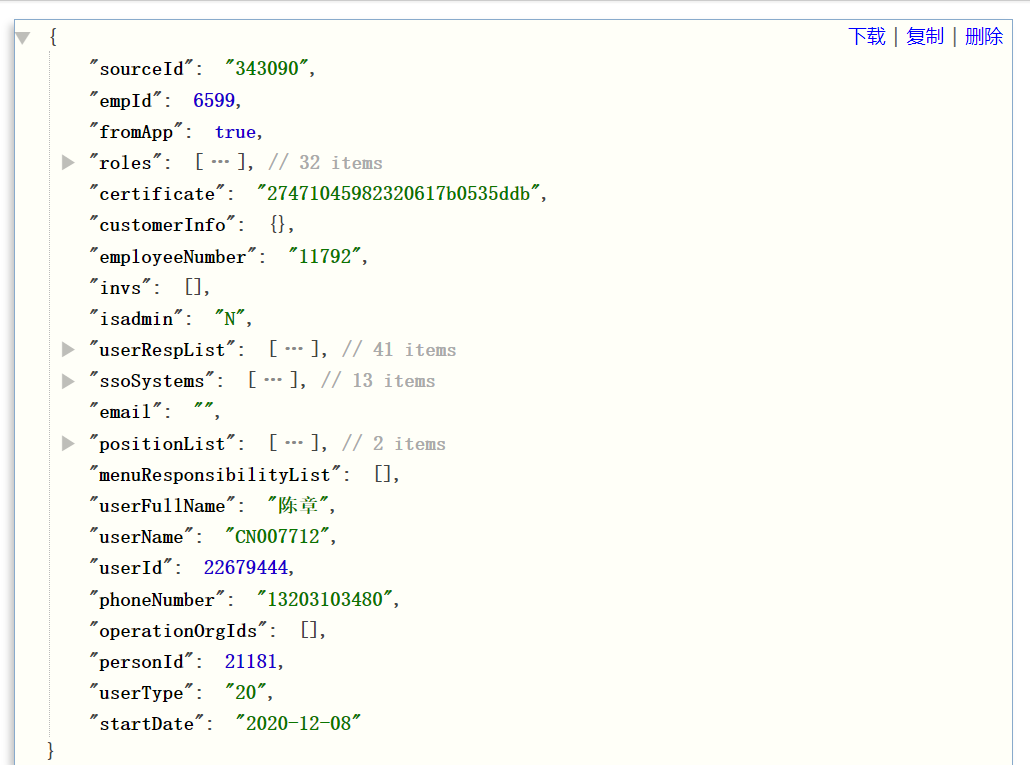 { 下载 | 复制 | 删除
"sourceId": "343090",
"empId": 6599,
"fromApp": true,
"roles": [ ··· ], // 32 items
"certificate": "27471045982320617b0535ddb",
"customerInfo": {},
"employeeNumber": "11792",
"invs": [],
"isadmin": "N",
"userRespList": [ ··· ], // 41 items
"ssoSystems": [ ··· ], // 13 items
"email": "",
"positionList": [ ··· ], // 2 items
"menuResponsibilityList": [],
"userFullName": "陈章",
"userName": "CN007712",
"userId": 22679444,
"phoneNumber": "13203103480",
"operationOrgIds": [],
"personId": 21181,
"userType": "20",
"startDate": "2020-12-08"
}